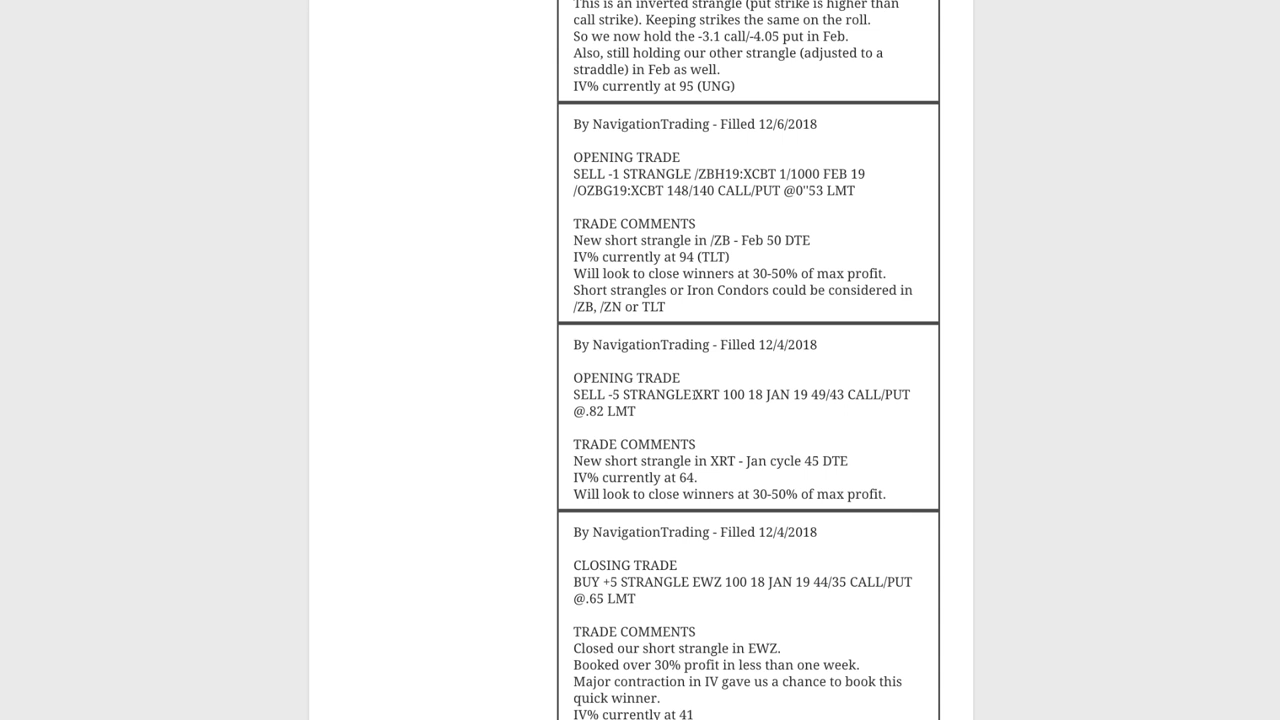 This is an inverted strangle (put strike is higher than
call strike). Keeping strikes the same on the roll.
So we now hold the -3.1 call/-4.05 put in Feb.
Also, still holding our other strangle (adjusted to a
straddle) in Feb as well.
IV% currently at 95 (UNG)
By NavigationTrading - Filled 12/6/2018
OPENING TRADE
SELL -1 STRANGLE /ZBH19:XCBT 1/1000 FEB 19
/OZBG19:XCBT 148/140 CALL/PUT @0''53 LMT
TRADE COMMENTS
New short strangle in /ZB - Feb 50 DTE
IV% currently at 94 (TLT)
Will look to close winners at 30-50% of max profit.
Short strangles or Iron Condors could be considered in
/ZB, /ZN or TLT
By NavigationTrading - Filled 12/4/2018
OPENING TRADE
SELL -5 STRANGLE XRT 100 18 JAN 19 49/43 CALL/PUT
@.82 LMT
TRADE COMMENTS
New short strangle in XRT - Jan cycle 45 DTE
IV% currently at 64.
Will look to close winners at 30-50% of max profit.
By NavigationTrading - Filled 12/4/2018
CLOSING TRADE
BUY +5 STRANGLE EWZ 100 18 JAN 19 44/35 CALL/PUT
@.65 LMT
TRADE COMMENTS
Closed our short strangle in EWZ.
Booked over 30% profit in less than one week.
Major contraction in IV gave us a chance to book this
quick winner.
IV% currently at 41